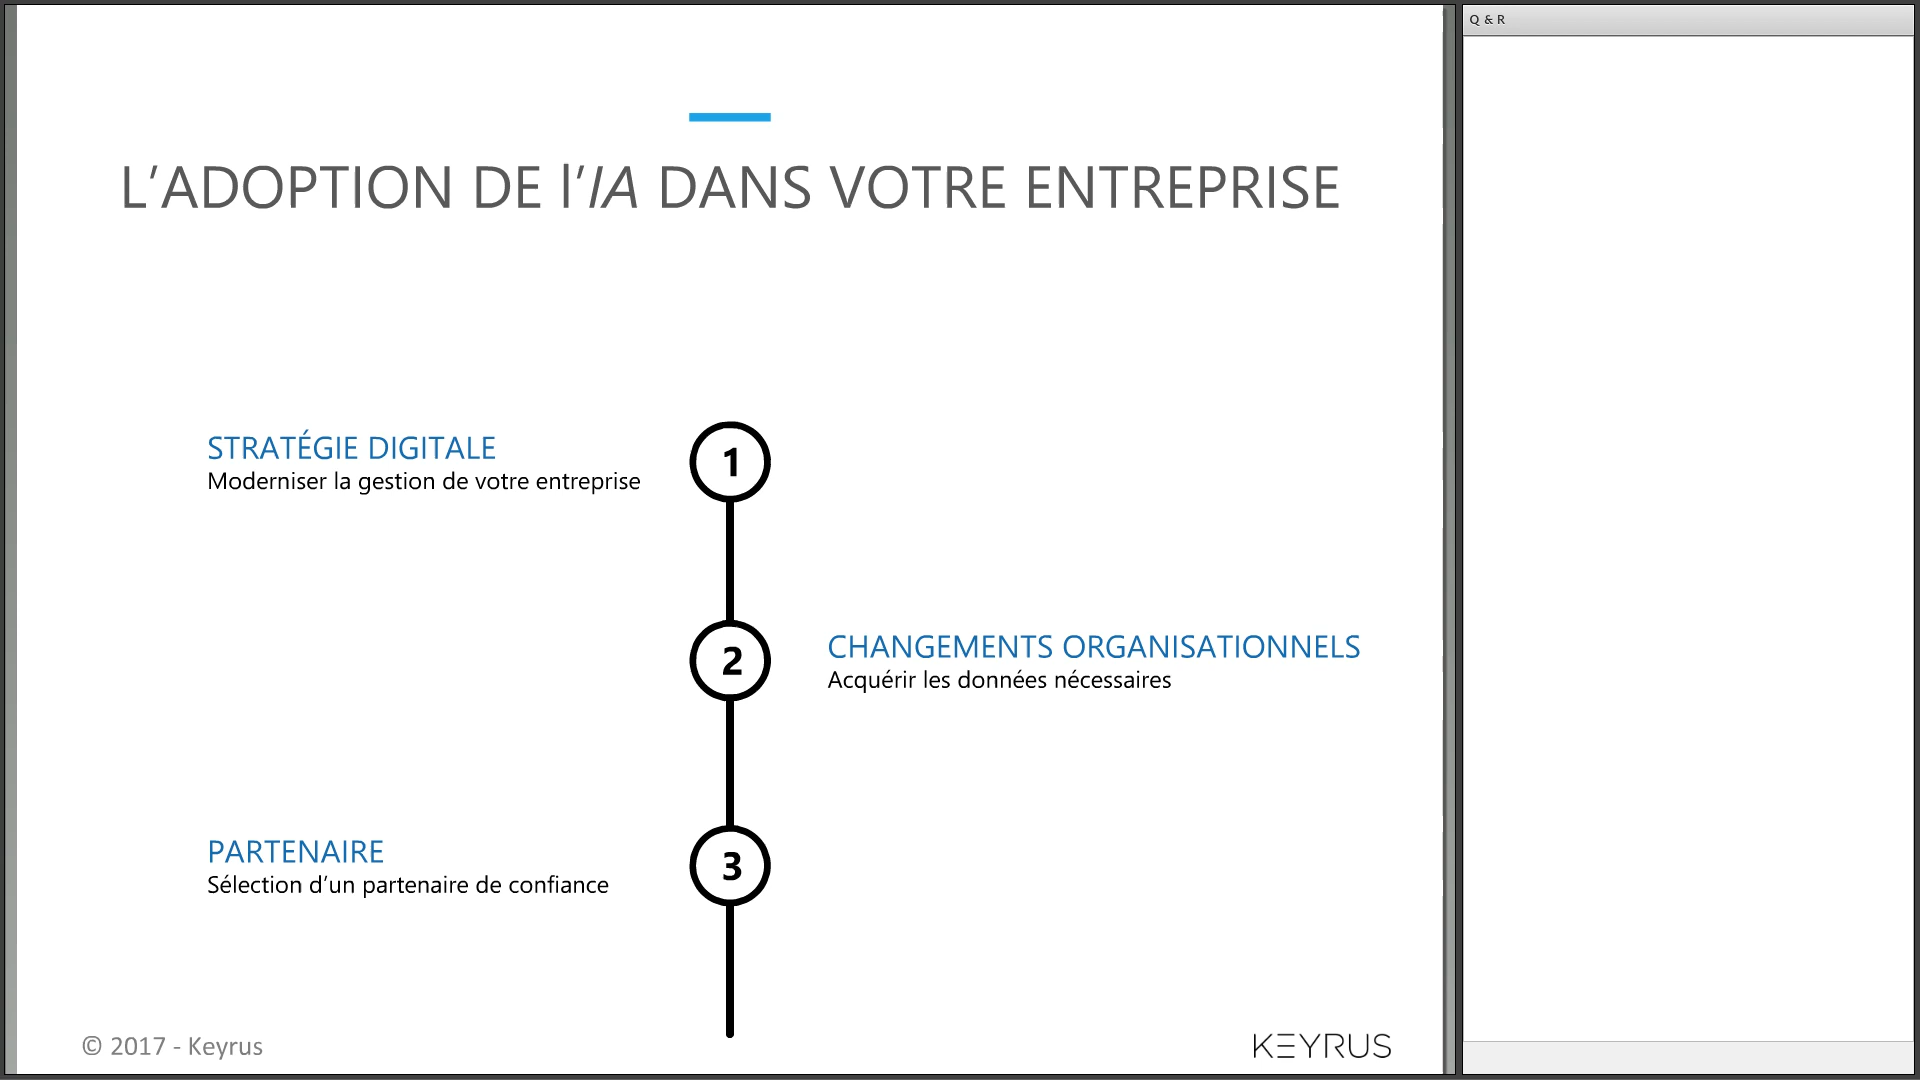 Q & R
L’ADOPTION DE l’IA DANS VOTRE ENTREPRISE
STRATÉGIE DIGITALE
Moderniser la gestion de votre entreprise
1
2
CHANGEMENTS ORGANISATIONNELS
Acquérir les données nécessaires
PARTENAIRE
Sélection d’un partenaire de confiance
3
© 2017 - Keyrus
KEYRUS